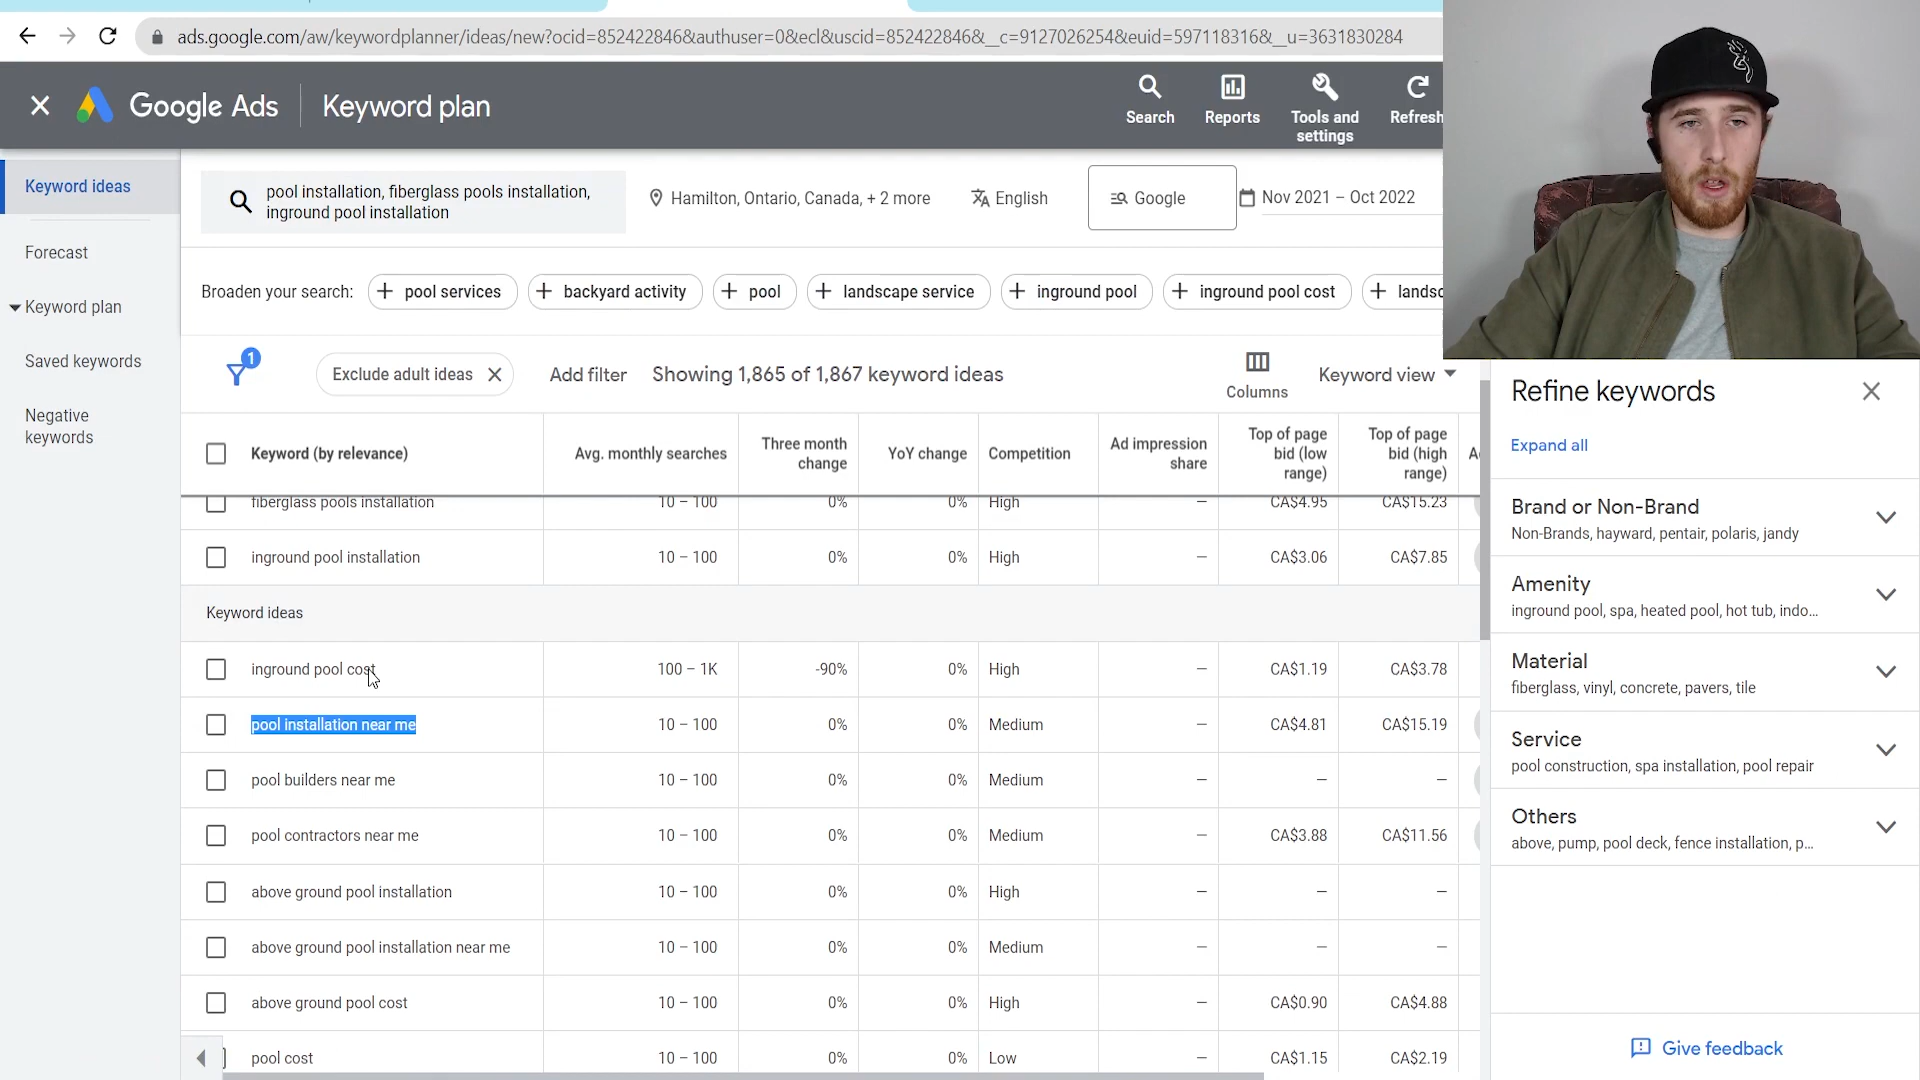 ads.google.com/aw/keywordplanner/ideas/new?ocid=852422846&authuser=0&ecl&uscid=852422846&__c=9127026254&euid=597118316&__u=3631830284
Google Ads
Keyword plan
Search
Reports
Tools and
settings
Refresh
Keyword ideas
Forecast
Keyword plan
Saved keywords
Negative
keywords
pool installation, fiberglass pools installation,
inground pool installation
Hamilton, Ontario, Canada, + 2 more
English
Google
Nov 2021 – Oct 2022
Broaden your search:
pool services
backyard activity
pool
landscape service
inground pool
inground pool cost
landsc
1
Exclude adult ideas
Add filter
Showing 1,865 of 1,867 keyword ideas
Columns
Keyword view
Keyword (by relevance)
Avg. monthly searches
Three month
change
YoY change
Competition
Ad impression
share
Top of page
bid (low
range)
Top of page
bid (high
range)
fiberglass pools installation 10 – 100 0% 0% High – CA$4.95 CA$15.23
inground pool installation 10 – 100 0% 0% High – CA$3.06 CA$7.85
Keyword ideas
inground pool cost 100 – 1K -90% 0% High – CA$1.19 CA$3.78
pool installation near me 10 – 100 0% 0% Medium – CA$4.81 CA$15.19
pool builders near me 10 – 100 0% 0% Medium – – –
pool contractors near me 10 – 100 0% 0% Medium – CA$3.88 CA$11.56
above ground pool installation 10 – 100 0% 0% High – – –
above ground pool installation near me 10 – 100 0% 0% Medium – – –
above ground pool cost 10 – 100 0% 0% High – CA$0.90 CA$4.88
pool cost 10 – 100 0% 0% Low – CA$1.15 CA$2.19
Refine keywords
Expand all
Brand or Non-Brand
Non-Brands, hayward, pentair, polaris, jandy
Amenity
inground pool, spa, heated pool, hot tub, indo...
Material
fiberglass, vinyl, concrete, pavers, tile
Service
pool construction, spa installation, pool repair
Others
above, pump, pool deck, fence installation, p...
Give feedback